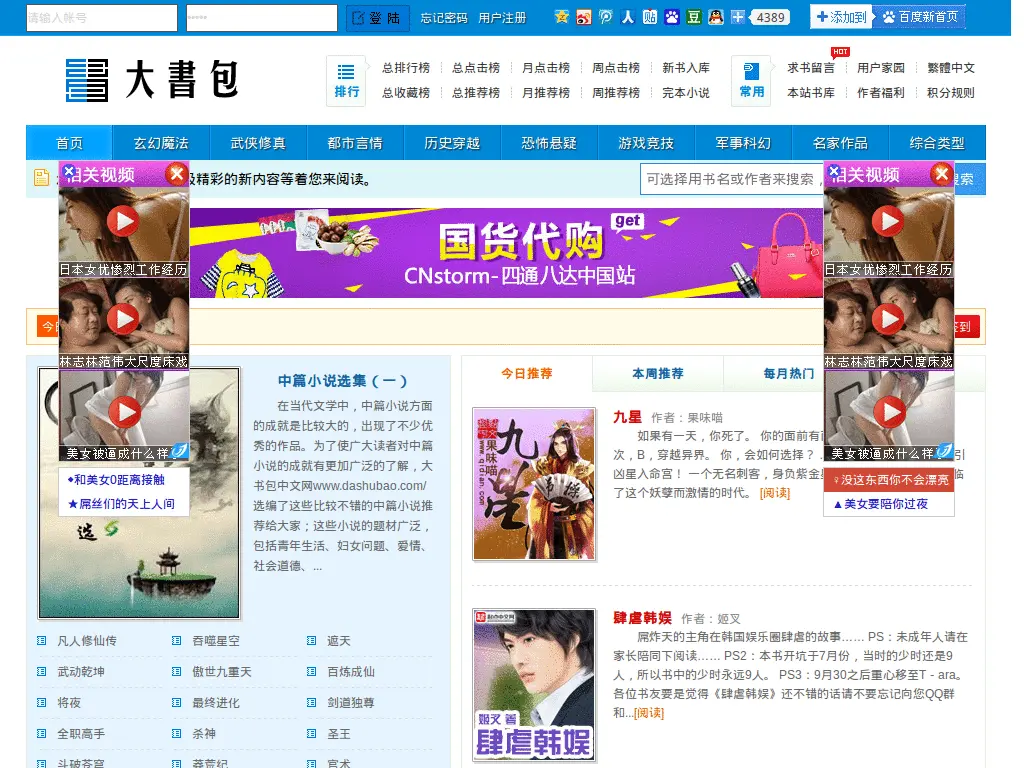 请输入帐号
登 陆
忘记密码 用户注册
人 贴 豆
4389
添加到
百度新首页
大書包
排行
总排行榜 总点击榜 月点击榜 周点击榜 新书入库
总收藏榜 总推荐榜 月推荐榜 周推荐榜 完本小说
常用
HOT
求书留言 用户家园 繁體中文
本站书库 作者福利 积分规则
首页 玄幻魔法 武侠修真 都市言情 历史穿越 恐怖悬疑 游戏竞技 军事科幻 名家作品 综合类型
精彩的新内容等着您来阅读。
可选择用书名或作者来搜索，
搜索
相关视频
日本女忧惨烈工作经历
林志林范伟大尺度床戏
美女被逼成什么样
◆和美女0距离接触
★屌丝们的天上人间
国货代购 get
CNstorm-四通八达中国站
相关视频
日本女忧惨烈工作经历
林志林范伟大尺度床戏
美女被逼成什么样
♀没这东西你不会漂亮
▲美女要陪你过夜
今
到
选
中篇小说选集（一）
在当代文学中，中篇小说方面
的成就是比较大的，出现了不少优
秀的作品。为了使广大读者对中篇
小说的成就有更加广泛的了解，大
书包中文网www.dashubao.com/
选编了这些比较不错的中篇小说推
荐给大家；这些小说的题材广泛，
包括青年生活、妇女问题、爱情、
社会道德、...
凡人修仙传 吞噬星空 遮天
武动乾坤 傲世九重天 百炼成仙
将夜 最终进化 剑道独尊
全职高手 杀神 圣王
斗破苍穹 莽荒纪 官术
今日推荐 本周推荐 每月热门
九星
果味喵
九星 作者：果味喵
如果有一天，你死了。 你的面前有
次，B，穿越异界。 你，会如何选择？ 引
凶星入命宫！ 一个无名刺客，身负紫金 临
了这个妖孽而激情的时代。 [阅读]
姬叉 著
肆虐韩娱
肆虐韩娱 作者：姬叉
屌炸天的主角在韩国娱乐圈肆虐的故事…… PS：未成年人请在
家长陪同下阅读…… PS2：本书开坑于7月份，当时的少时还是9
人，所以书中的少时永远9人。 PS3：9月30之后重心移至T - ara。
各位书友要是觉得《肆虐韩娱》还不错的话请不要忘记向您QQ群
和...[阅读]